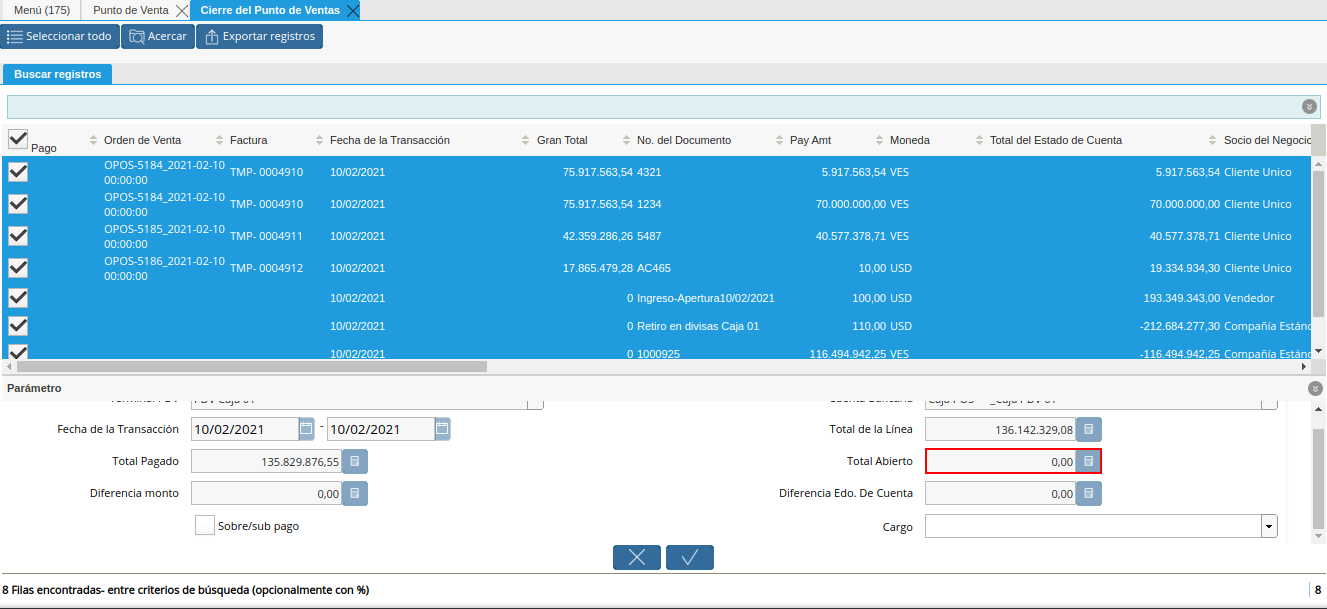 Menú (175) Punto de Venta Cierre del Punto de Ventas
Seleccionar todo Acercar Exportar registros
Buscar registros
Pago Orden de Venta Factura Fecha de la Transacción Gran Total No. del Documento Pay Amt Moneda Total del Estado de Cuenta Socio del Negocio
OPOS-5184_2021-02-10
00:00:00 TMP- 0004910 10/02/2021 75.917.563,54 4321 5.917.563,54 VES 5.917.563,54 Cliente Unico
OPOS-5184_2021-02-10
00:00:00 TMP- 0004910 10/02/2021 75.917.563,54 1234 70.000.000,00 VES 70.000.000,00 Cliente Unico
OPOS-5185_2021-02-10
00:00:00 TMP- 0004911 10/02/2021 42.359.286,26 5487 40.577.378,71 VES 40.577.378,71 Cliente Unico
OPOS-5186_2021-02-10
00:00:00 TMP- 0004912 10/02/2021 17.865.479,28 AC465 10,00 USD 19.334.934,30 Cliente Unico
10/02/2021 0 Ingreso-Apertura10/02/2021 100,00 USD 193.349.343,00 Vendedor
10/02/2021 0 Retiro en divisas Caja 01 110,00 USD -212.684.277,30 Compañía Estánd
10/02/2021 0 1000925 116.494.942,25 VES -116.494.942,25 Compañía Estánd
Parámetro
Fecha de la Transacción 10/02/2021 - 10/02/2021 Total de la Línea 136.142.329,08
Total Pagado 135.829.876,55 Total Abierto 0,00
Diferencia monto 0,00 Diferencia Edo. De Cuenta 0,00
Sobre/sub pago Cargo
8 Filas encontradas- entre criterios de búsqueda (opcionalmente con %) 8